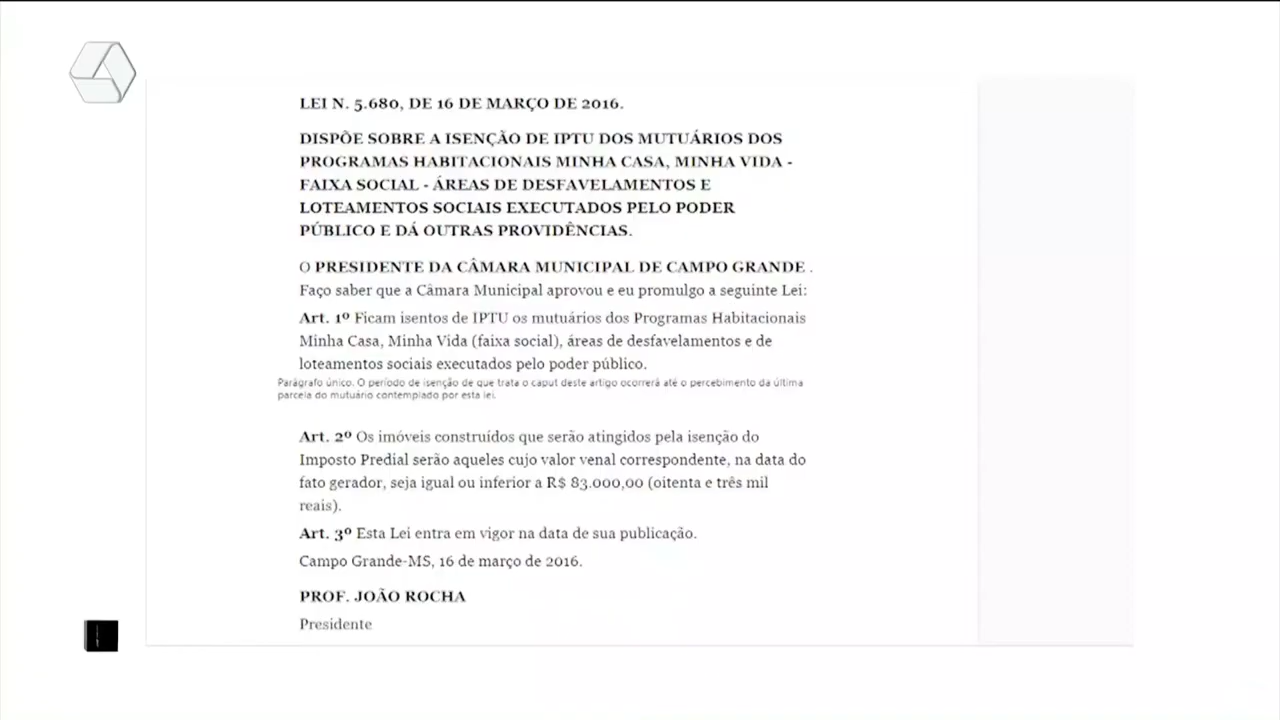 LEI N. 5.680, DE 16 DE MARÇO DE 2016.
DISPÕE SOBRE A ISENÇÃO DE IPTU DOS MUTUÁRIOS DOS
PROGRAMAS HABITACIONAIS MINHA CASA, MINHA VIDA -
FAIXA SOCIAL - ÁREAS DE DESFAVELAMENTOS E
LOTEAMENTOS SOCIAIS EXECUTADOS PELO PODER
PÚBLICO E DÁ OUTRAS PROVIDÊNCIAS.
O PRESIDENTE DA CÂMARA MUNICIPAL DE CAMPO GRANDE .
Faço saber que a Câmara Municipal aprovou e eu promulgo a seguinte Lei:
Art. 1º Ficam isentos de IPTU os mutuários dos Programas Habitacionais
Minha Casa, Minha Vida (faixa social), áreas de desfavelamentos e de
loteamentos sociais executados pelo poder público.
Parágrafo único. O período de isenção de que trata o caput deste artigo ocorrerá até o percebimento da última
parcela do mutuário contemplado por esta lei.
Art. 2º Os imóveis construídos que serão atingidos pela isenção do
Imposto Predial serão aqueles cujo valor venal correspondente, na data do
fato gerador, seja igual ou inferior a R$ 83.000,00 (oitenta e três mil
reais).
Art. 3º Esta Lei entra em vigor na data de sua publicação.
Campo Grande-MS, 16 de março de 2016.
PROF. JOÃO ROCHA
Presidente